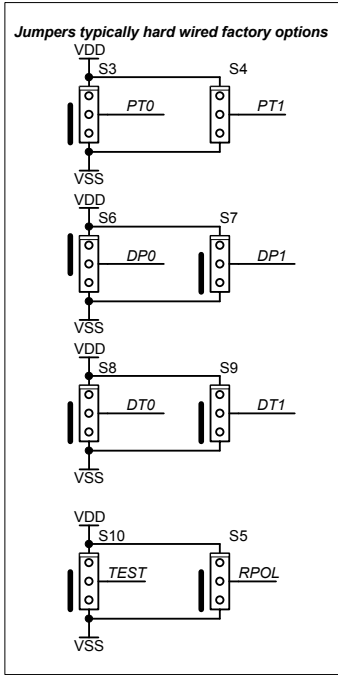 Jumpers typically hard wired factory options
VDD
S3 S4
PT0 PT1
VSS
S6 S7
DP0 DP1
VSS
VDD
S8 S9
DT0 DT1
VSS
VDD
S10 S5
TEST RPOL
VSS